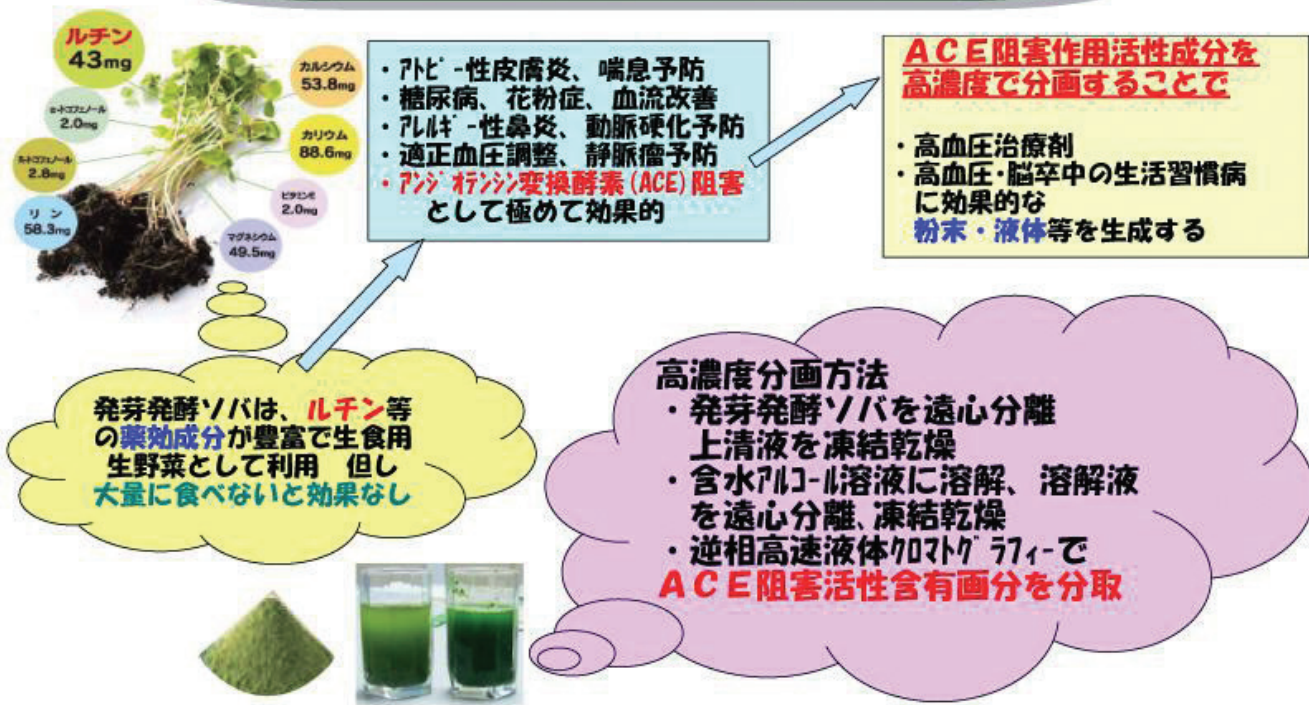 ルチン
43mg
カルシウム
53.8mg
α-トコフェノール
2.0mg
カリウム
88.6mg
2.8mg
ビタミンE
2.0mg
リン
58.3mg
マグネシウム
49.5mg
・ｱﾄﾋﾟｰ性皮膚炎、喘息予防
・糖尿病、花粉症、血流改善
・ｱﾚﾙｷﾞｰ性鼻炎、動脈硬化予防
・適正血圧調整、静脈瘤予防
・ｱﾝｼﾞｵﾃﾝｼﾝ変換酵素(ACE)阻害
として極めて効果的
ＡＣＥ阻害作用活性成分を
高濃度で分画することで
・高血圧治療剤
・高血圧・脳卒中の生活習慣病
に効果的な
粉末・液体等を生成する
発芽発酵ソバは、ルチン等
の薬効成分が豊富で生食用
生野菜として利用　但し
大量に食べないと効果なし
高濃度分画方法
・発芽発酵ソバを遠心分離
上清液を凍結乾燥
・含水ｱﾙｺｰﾙ溶液に溶解、溶解液
を遠心分離、凍結乾燥
・逆相高速液体ｸﾛﾏﾄｸﾞﾗﾌｨｰで
ＡＣＥ阻害活性含有画分を分取